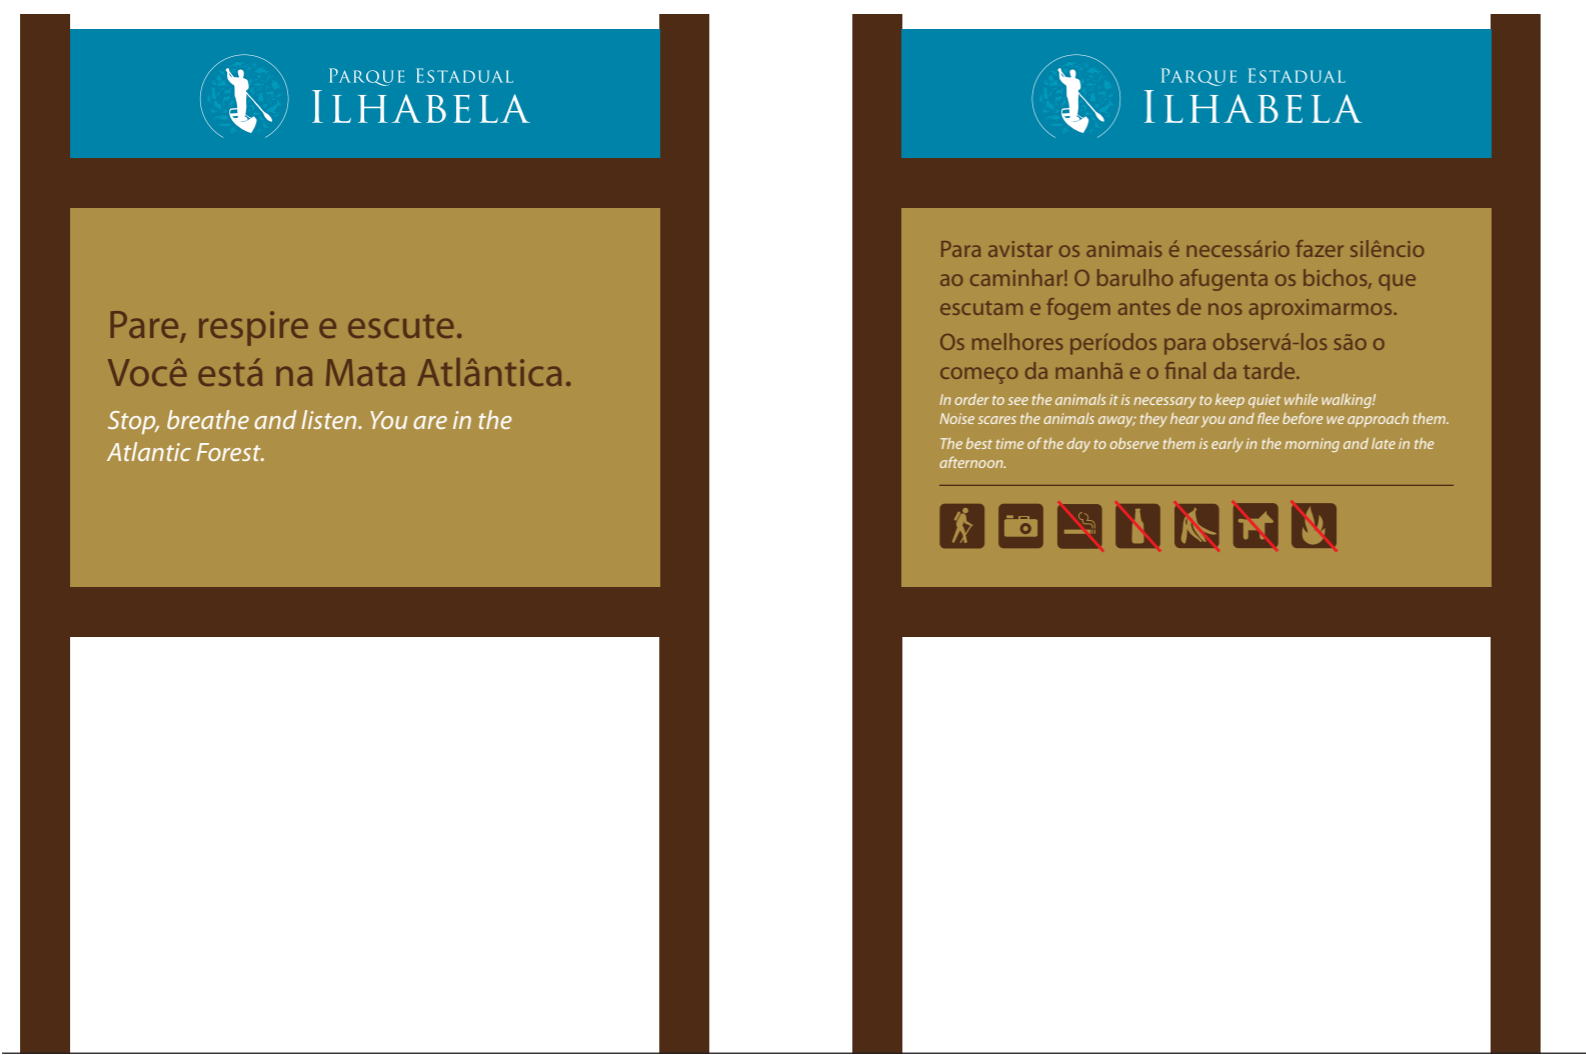 PARQUE ESTADUAL
ILHABELA
Pare, respire e escute.
Você está na Mata Atlântica.
Stop, breathe and listen. You are in the
Atlantic Forest.
PARQUE ESTADUAL
ILHABELA
Para avistar os animais é necessário fazer silêncio
ao caminhar! O barulho afugenta os bichos, que
escutam e fogem antes de nos aproximarmos.
Os melhores períodos para observá-los são o
começo da manhã e o final da tarde.
In order to see the animals it is necessary to keep quiet while walking!
Noise scares the animals away; they hear you and flee before we approach them.
The best time of the day to observe them is early in the morning and late in the
afternoon.